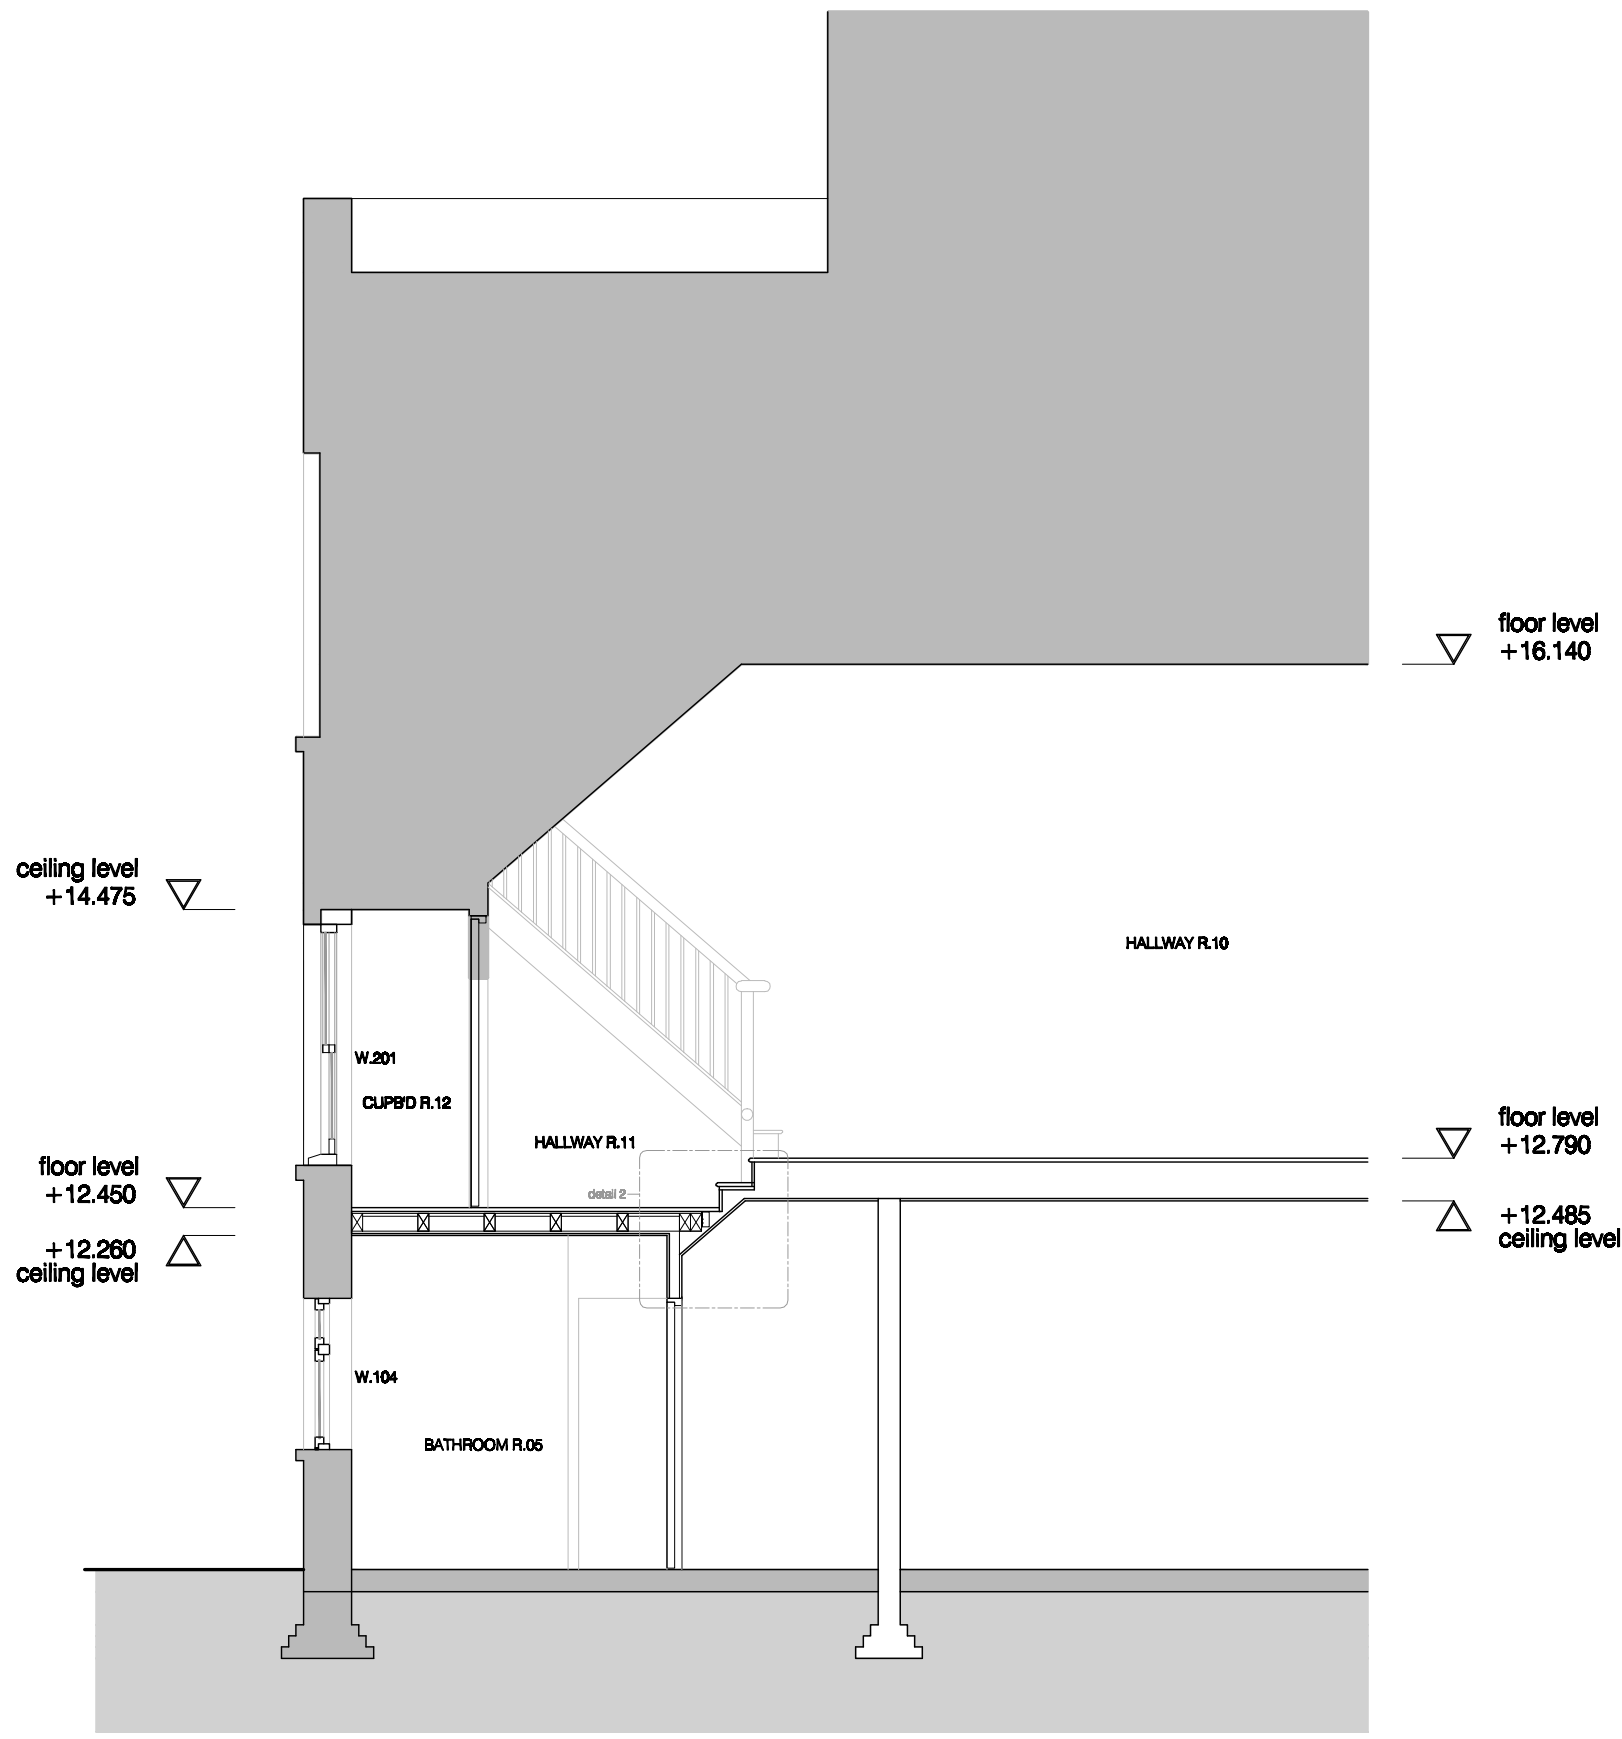 floor level
+16.140
ceiling level
+14.475
HALLWAY R.10
W.201
CUPB'D R.12
HALLWAY R.11
floor level
+12.790
floor level
+12.450
detail 2
+12.485
ceiling level
+12.260
ceiling level
W.104
BATHROOM R.05